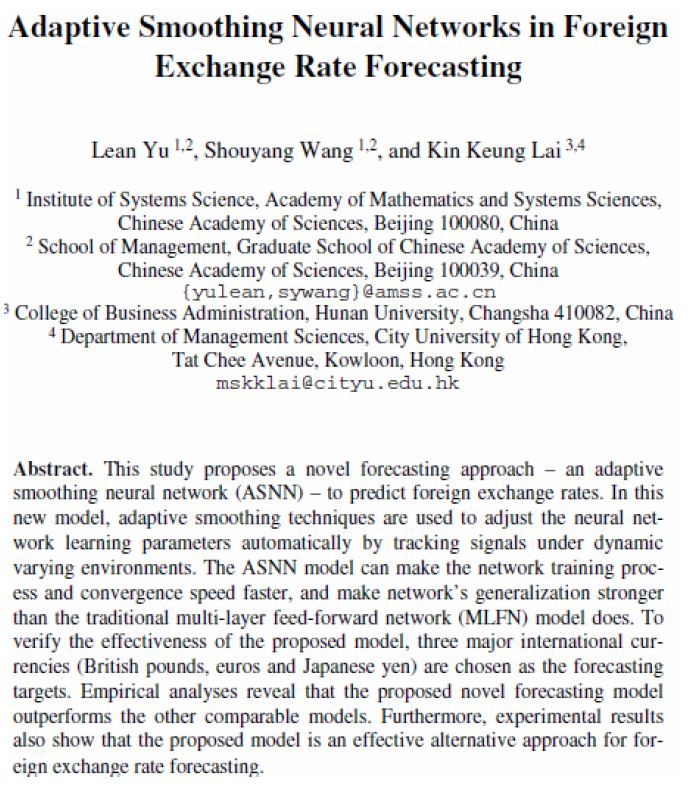 Adaptive Smoothing Neural Networks in Foreign
Exchange Rate Forecasting
Lean Yu 1,2, Shouyang Wang 1,2, and Kin Keung Lai 3,4
1 Institute of Systems Science, Academy of Mathematics and Systems Sciences,
Chinese Academy of Sciences, Beijing 100080, China
2 School of Management, Graduate School of Chinese Academy of Sciences,
Chinese Academy of Sciences, Beijing 100039, China
{yulean,sywang}@amss.ac.cn
3 College of Business Administration, Hunan University, Changsha 410082, China
4 Department of Management Sciences, City University of Hong Kong,
Tat Chee Avenue, Kowloon, Hong Kong
mskklai@cityu.edu.hk
Abstract. This study proposes a novel forecasting approach – an adaptive
smoothing neural network (ASNN) – to predict foreign exchange rates. In this
new model, adaptive smoothing techniques are used to adjust the neural net-
work learning parameters automatically by tracking signals under dynamic
varying environments. The ASNN model can make the network training proc-
ess and convergence speed faster, and make network's generalization stronger
than the traditional multi-layer feed-forward network (MLFN) model does. To
verify the effectiveness of the proposed model, three major international cur-
rencies (British pounds, euros and Japanese yen) are chosen as the forecasting
targets. Empirical analyses reveal that the proposed novel forecasting model
outperforms the other comparable models. Furthermore, experimental results
also show that the proposed model is an effective alternative approach for for-
eign exchange rate forecasting.